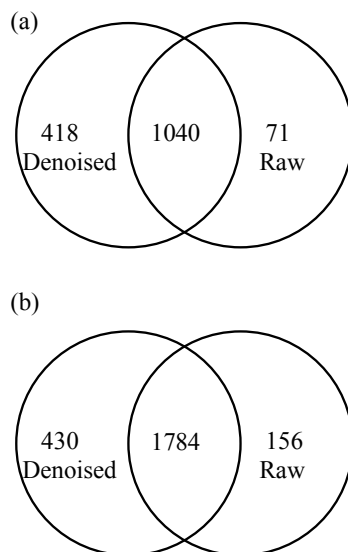 (a)
418 1040 71
Denoised Raw
(b)
430 1784 156
Denoised Raw